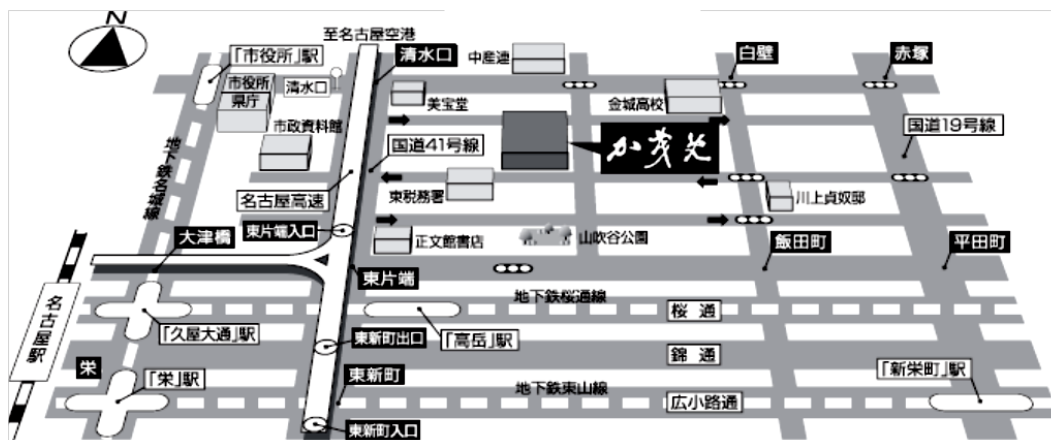 N
至名古屋空港
「市役所」駅
清水口
中産連
白壁
赤塚
市役所
県庁
清水口
美宝堂
金城高校
市政資料館
国道41号線
加茂免
国道19号線
地下鉄名城線
名古屋高速
東税務署
川上貞奴邸
大津橋
東片端入口
正文館書店
山吹谷公園
飯田町
平田町
東片端
名古屋駅
地下鉄桜通線
桜通
「久屋大通」駅
東新町出口
「高岳」駅
錦通
栄
「栄」駅
東新町
地下鉄東山線
「新栄町」駅
広小路通
東新町入口